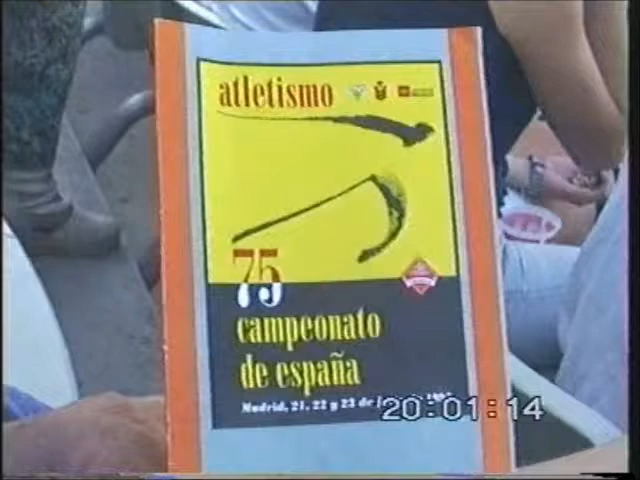 atletismo
75
campeonato
de españa
Madrid, 21, 22 y 23 de
20:01:14